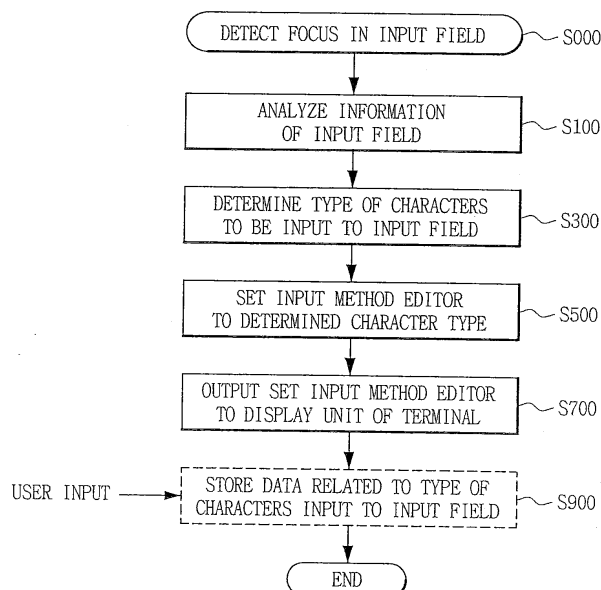 DETECT FOCUS IN INPUT FIELD
S000
ANALYZE INFORMATION
OF INPUT FIELD
S100
DETERMINE TYPE OF CHARACTERS
TO BE INPUT TO INPUT FIELD
S300
SET INPUT METHOD EDITOR
TO DETERMINED CHARACTER TYPE
S500
OUTPUT SET INPUT METHOD EDITOR
TO DISPLAY UNIT OF TERMINAL
S700
USER INPUT
STORE DATA RELATED TO TYPE OF
CHARACTERS INPUT TO INPUT FIELD
S900
END